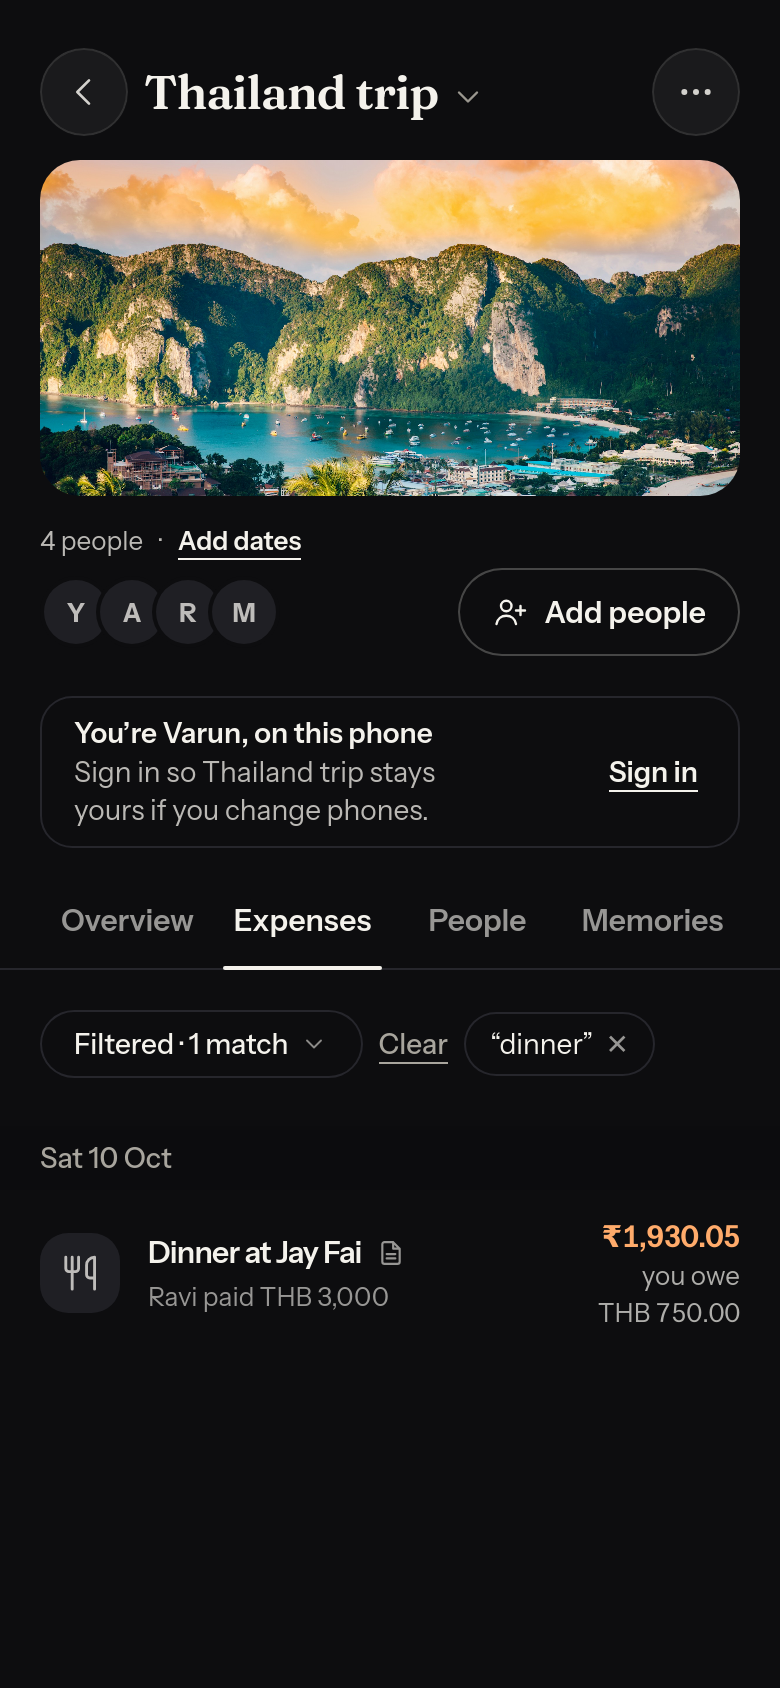 Thailand trip
4 people · Add dates
Y A R M
Add people
You’re Varun, on this phone
Sign in so Thailand trip stays
yours if you change phones.
Sign in
Overview Expenses People Memories
Filtered · 1 match Clear “dinner” ✕
Sat 10 Oct
Dinner at Jay Fai
Ravi paid THB 3,000
₹1,930.05
you owe
THB 750.00